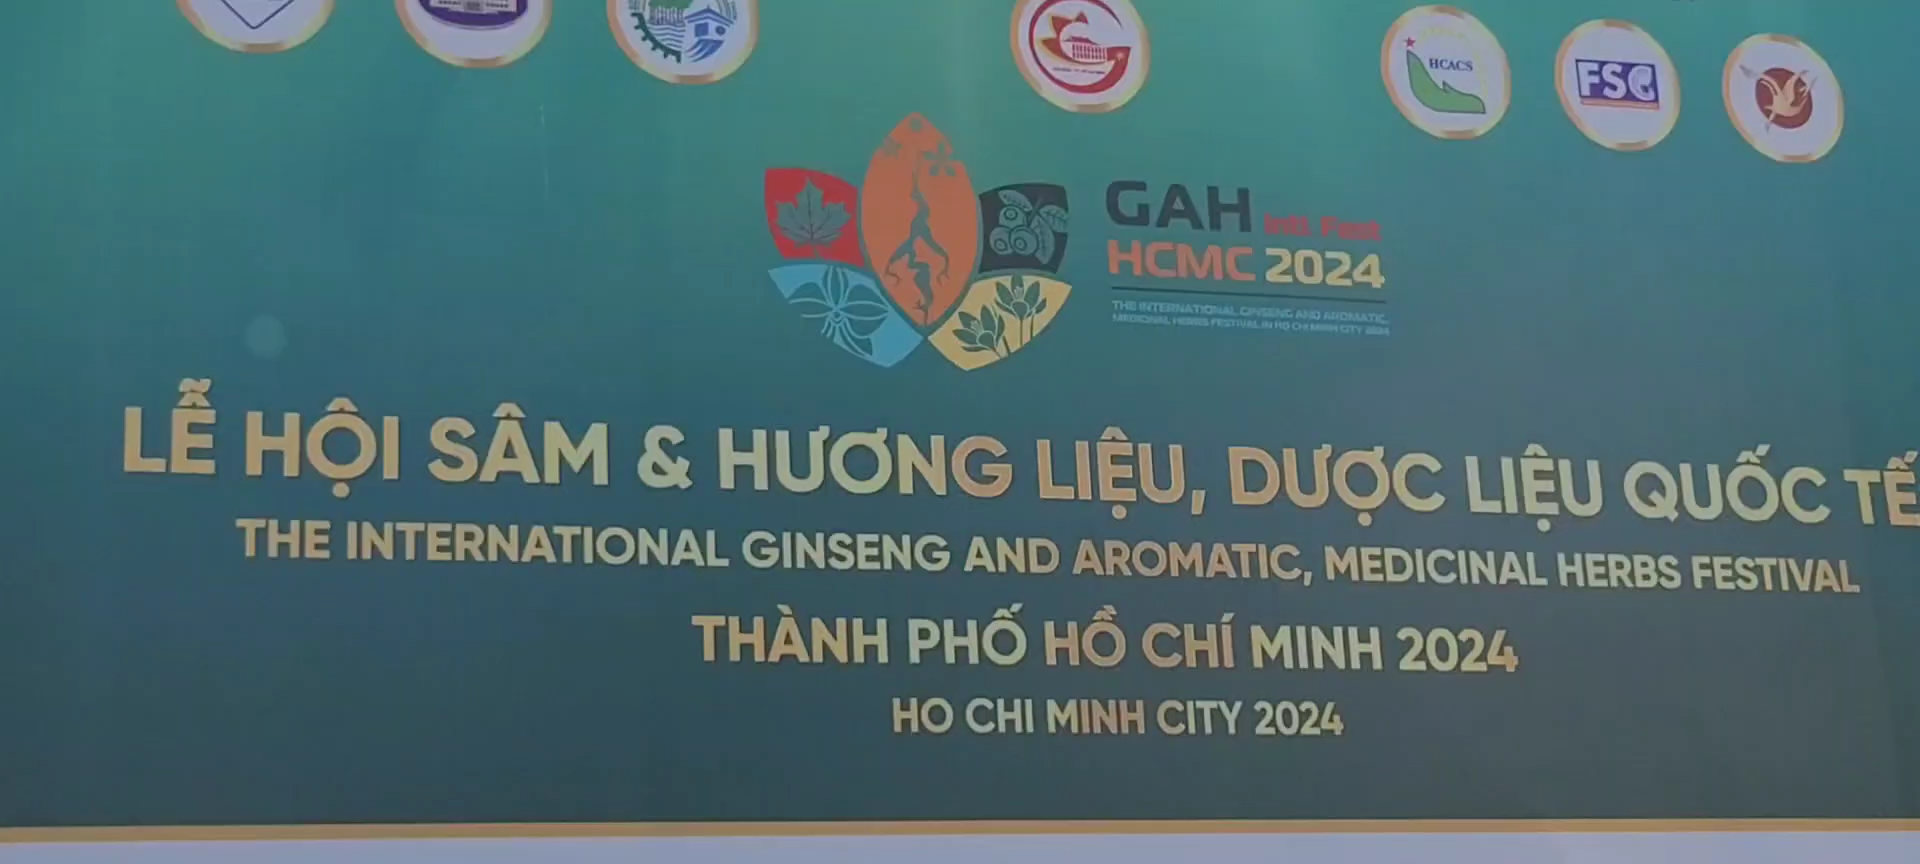 HCACS
FSC
GAH Intl. Fest
HCMC 2024
THE INTERNATIONAL GINSENG AND AROMATIC,
MEDICINAL HERBS FESTIVAL IN HO CHI MINH CITY 2024
LỄ HỘI SÂM & HƯƠNG LIỆU, DƯỢC LIỆU QUỐC TẾ
THE INTERNATIONAL GINSENG AND AROMATIC, MEDICINAL HERBS FESTIVAL
THÀNH PHỐ HỒ CHÍ MINH 2024
HO CHI MINH CITY 2024